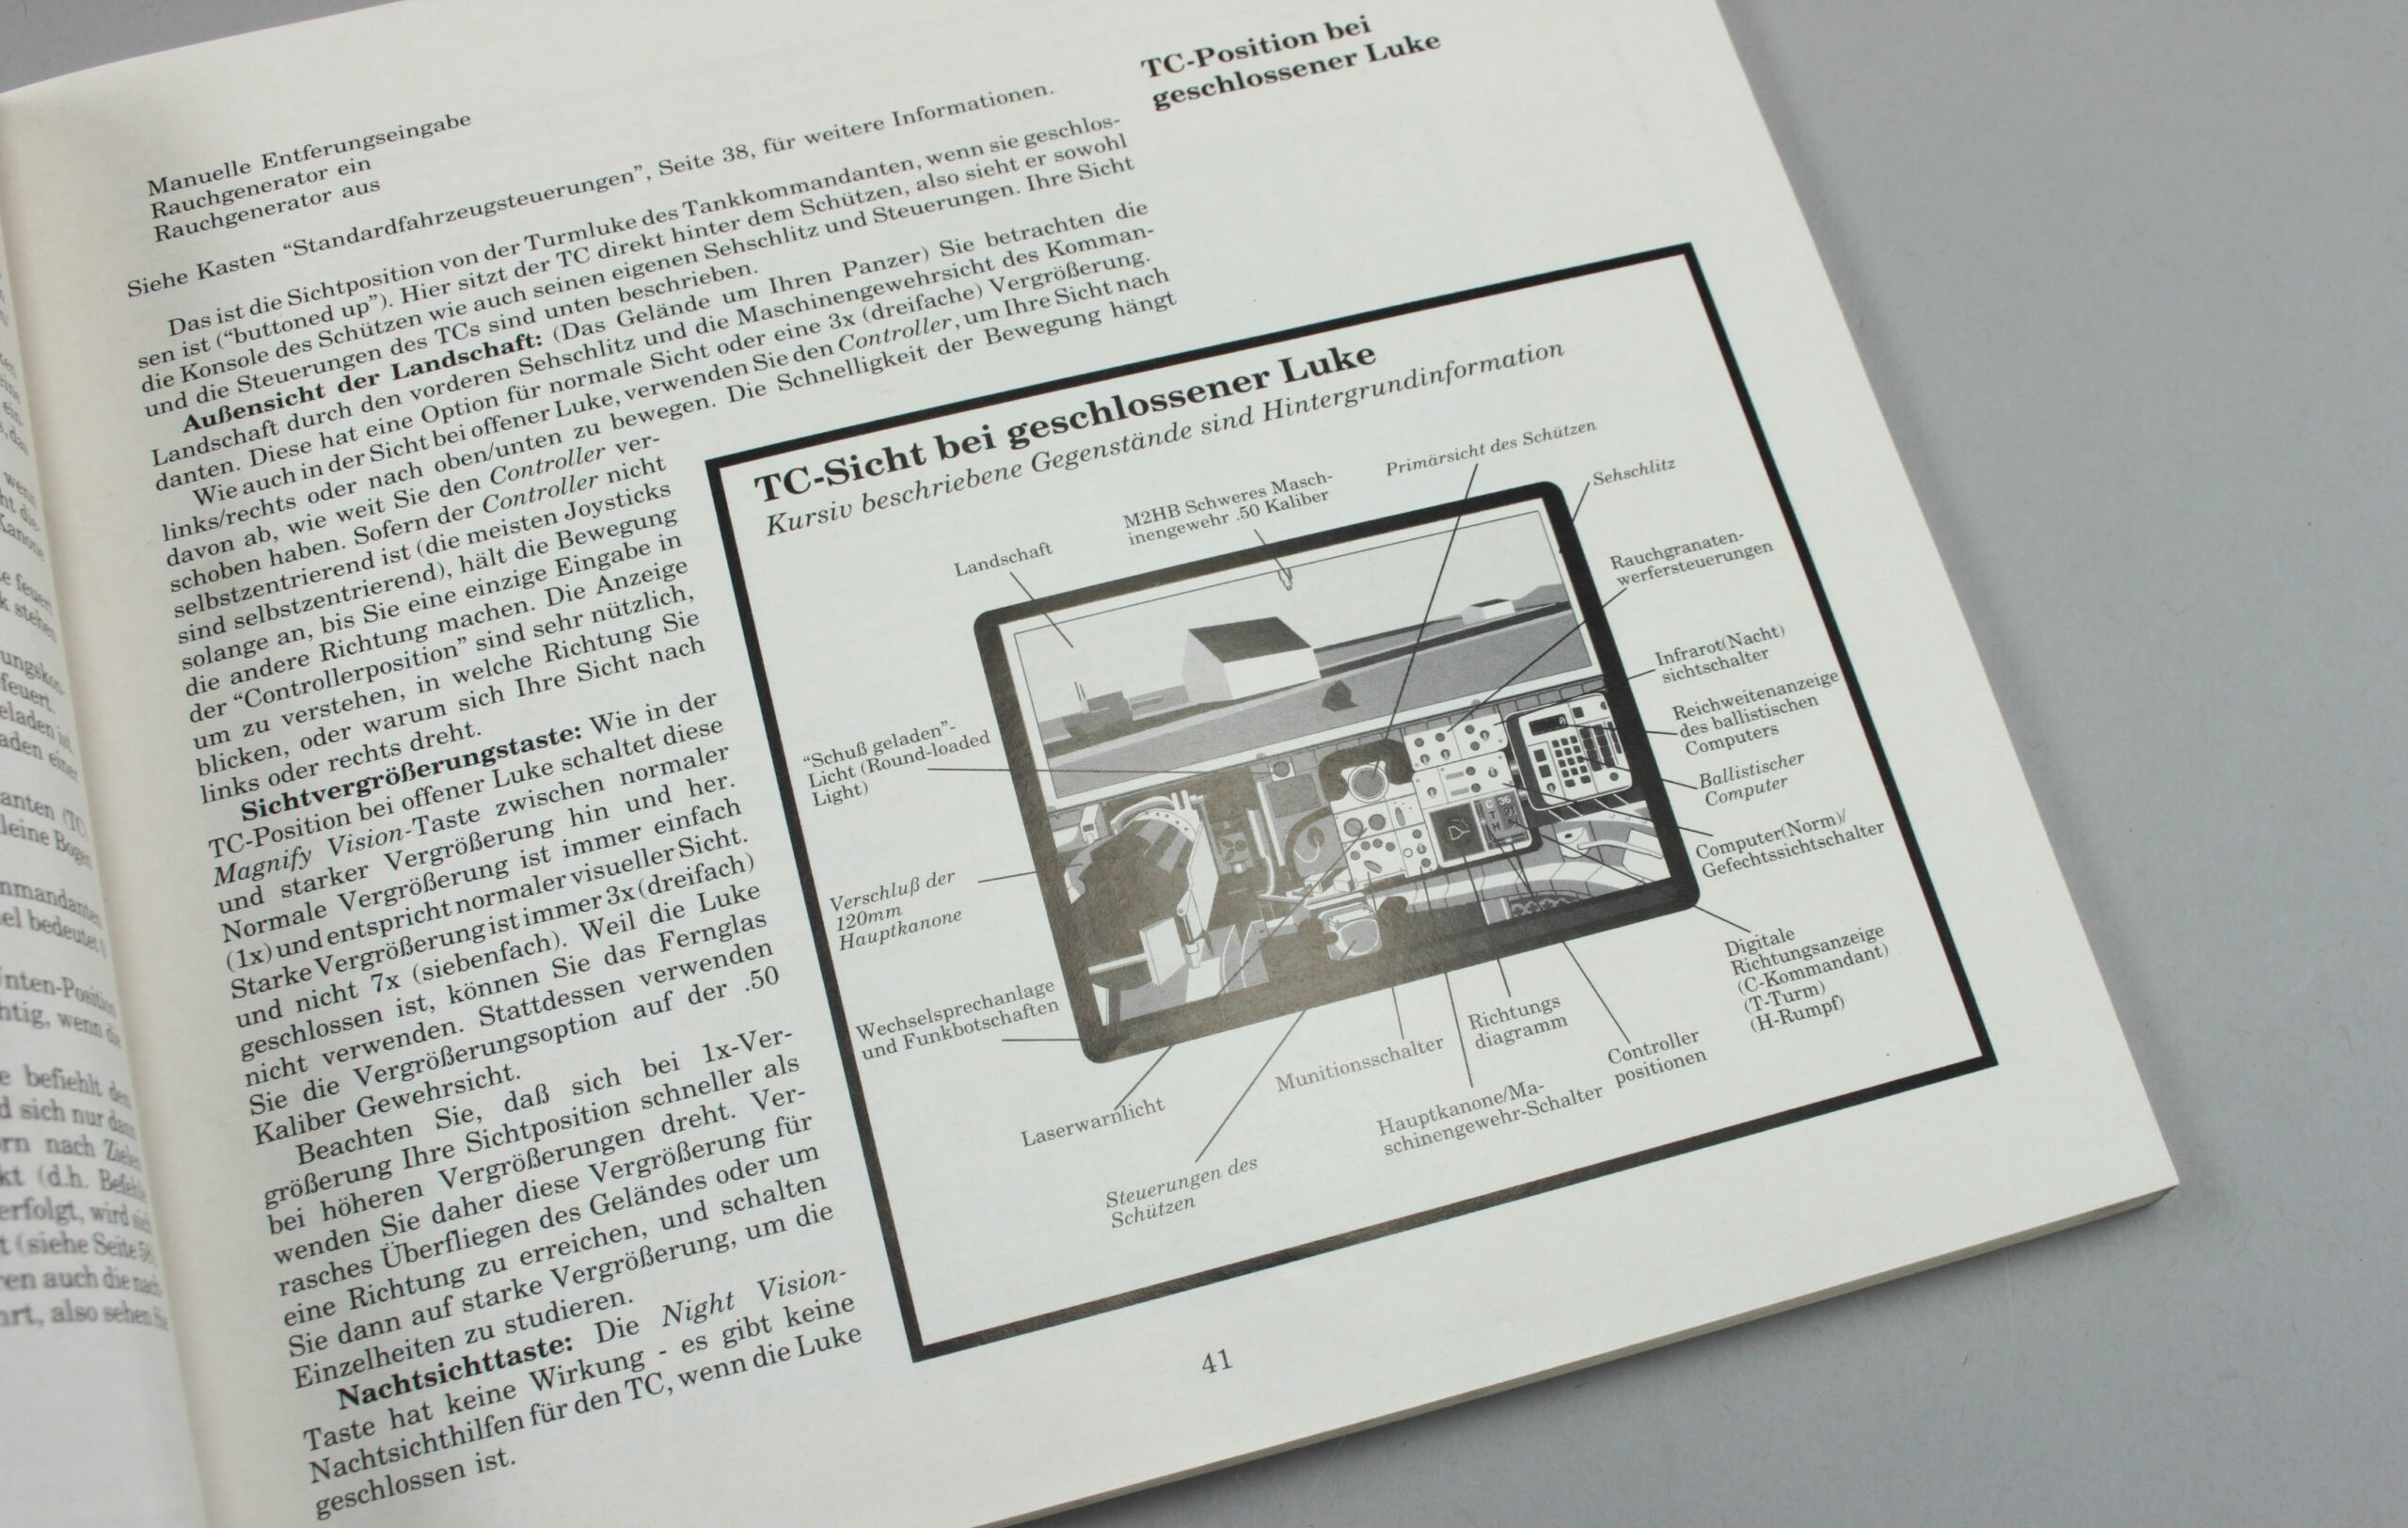 Manuelle Entferungseingabe
Rauchgenerator ein
Rauchgenerator aus
Siehe Kasten “Standardfahrzeugsteuerungen”, Seite 38, für weitere Informationen.
TC-Position bei
geschlossener Luke
Das ist die Sichtposition von der Turmluke des Tankkommandanten, wenn sie geschlos-
sen ist (“buttoned up”). Hier sitzt der TC direkt hinter dem Schützen, also sieht er sowohl
die Konsole des Schützen wie auch seinen eigenen Sehschlitz und Steuerungen. Ihre Sicht
und die Steuerungen des TCs sind unten beschrieben.
Außensicht der Landschaft: (Das Gelände um Ihren Panzer) Sie betrachten die
Landschaft durch den vorderen Sehschlitz und die Maschinengewehrsicht des Komman-
danten. Diese hat eine Option für normale Sicht oder eine 3x (dreifache) Vergrößerung.
Wie auch in der Sicht bei offener Luke, verwenden Sie den Controller, um Ihre Sicht nach
links/rechts oder nach oben/unten zu bewegen. Die Schnelligkeit der Bewegung hängt
davon ab, wie weit Sie den Controller ver-
schoben haben. Sofern der Controller nicht
selbstzentrierend ist (die meisten Joysticks
sind selbstzentrierend), hält die Bewegung
solange an, bis Sie eine einzige Eingabe in
die andere Richtung machen. Die Anzeige
der “Controllerposition” sind sehr nützlich,
um zu verstehen, in welche Richtung Sie
blicken, oder warum sich Ihre Sicht nach
links oder rechts dreht.
Sichtvergrößerungstaste: Wie in der
TC-Position bei offener Luke schaltet diese
Magnify Vision-Taste zwischen normaler
und starker Vergrößerung hin und her.
Normale Vergrößerung ist immer einfach
(1x) und entspricht normaler visueller Sicht.
Starke Vergrößerung ist immer 3x (dreifach)
und nicht 7x (siebenfach). Weil die Luke
geschlossen ist, können Sie das Fernglas
nicht verwenden. Stattdessen verwenden
Sie die Vergrößerungsoption auf der .50
Kaliber Gewehrsicht.
Beachten Sie, daß sich bei 1x-Ver-
größerung Ihre Sichtposition schneller als
bei höheren Vergrößerungen dreht. Ver-
wenden Sie daher diese Vergrößerung für
rasches Überfliegen des Geländes oder um
eine Richtung zu erreichen, und schalten
Sie dann auf starke Vergrößerung, um die
Einzelheiten zu studieren.
Nachtsichttaste: Die Night Vision-
Taste hat keine Wirkung - es gibt keine
Nachtsichthilfen für den TC, wenn die Luke
geschlossen ist.
TC-Sicht bei geschlossener Luke
Kursiv beschriebene Gegenstände sind Hintergrundinformation
Landschaft
M2HB Schweres Masch-
inengewehr .50 Kaliber
Primärsicht des Schützen
Sehschlitz
Rauchgranaten-
werfersteuerungen
Infrarot(Nacht)
sichtschalter
Reichweitenanzeige
des ballistischen
Computers
Ballistischer
Computer
Computer(Norm)/
Gefechtssichtschalter
Digitale
Richtungsanzeige
(C-Kommandant)
(T-Turm)
(H-Rumpf)
Controller
positionen
Richtungs
diagramm
Hauptkanone/Ma-
schinengewehr-Schalter
Munitionsschalter
Steuerungen des
Schützen
Laserwarnlicht
Wechselsprechanlage
und Funkbotschaften
Verschluß der
120mm
Hauptkanone
“Schuß geladen”-
Licht (Round-loaded
Light)
41